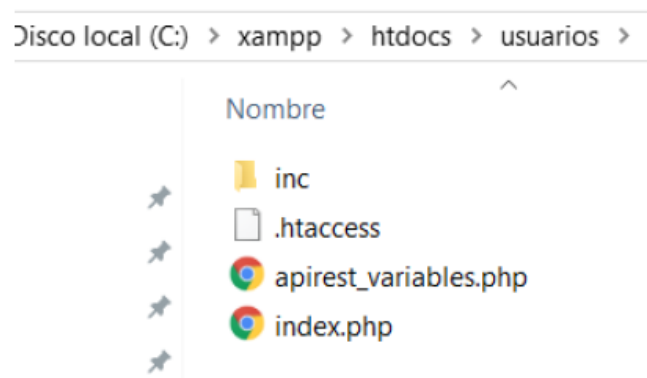 Disco local (C:) > xampp > htdocs > usuarios >
Nombre
inc
.htaccess
apirest_variables.php
index.php